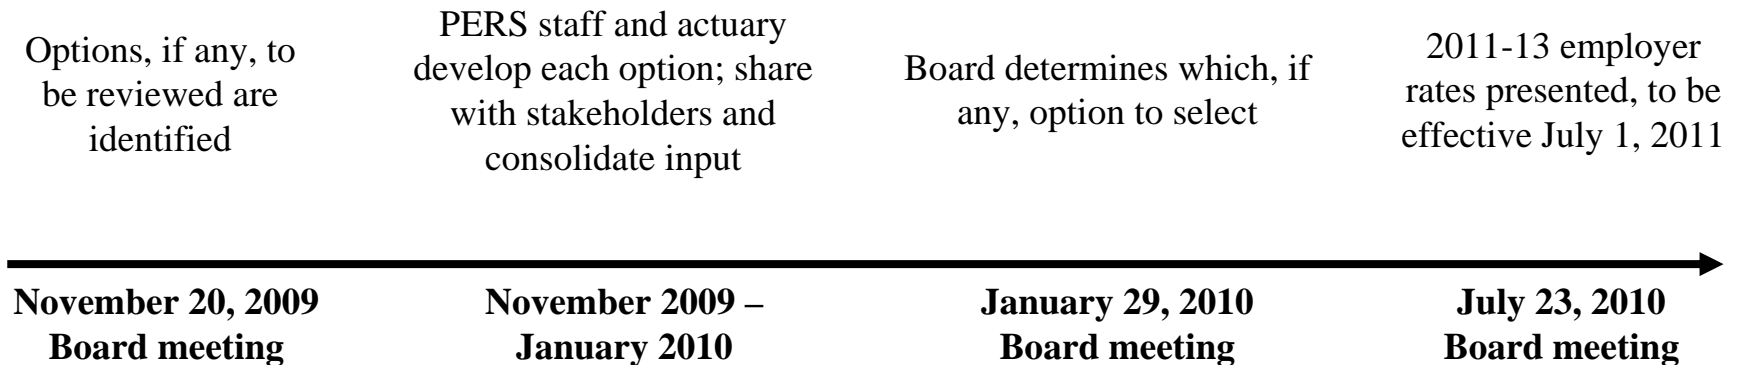 Options, if any, to
be reviewed are
identified
PERS staff and actuary
develop each option; share
with stakeholders and
consolidate input
Board determines which, if
any, option to select
2011-13 employer
rates presented, to be
effective July 1, 2011
November 20, 2009
Board meeting
November 2009 –
January 2010
January 29, 2010
Board meeting
July 23, 2010
Board meeting